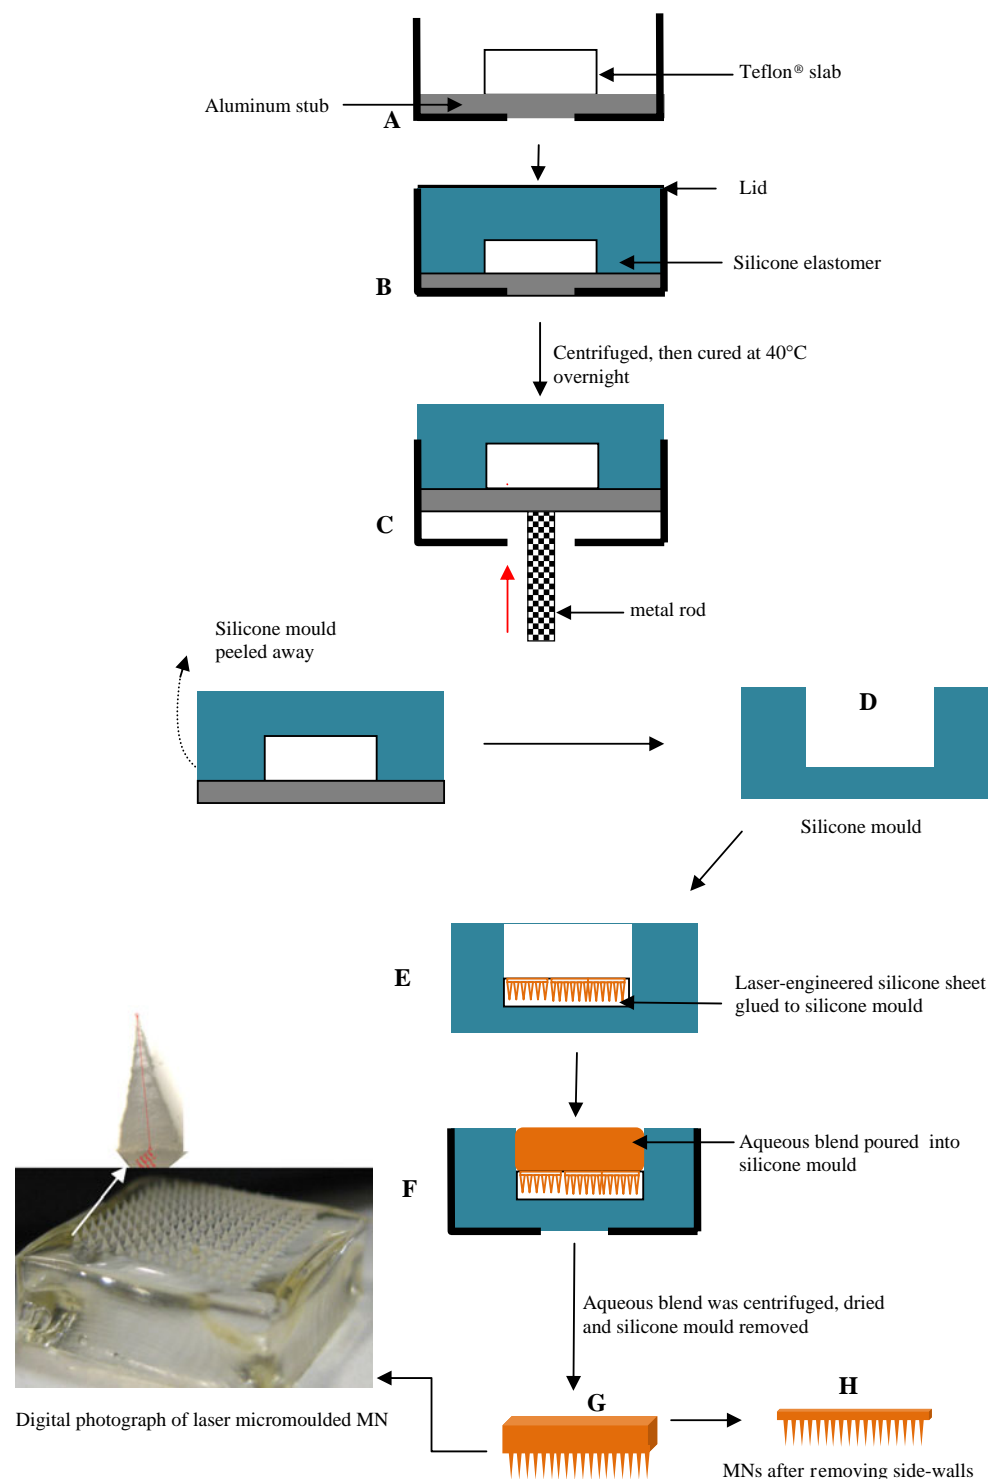 Teflon® slab
Aluminum stub
A
Lid
Silicone elastomer
B
Centrifuged, then cured at 40°C
overnight
C
metal rod
Silicone mould
peeled away
D
Silicone mould
E
Laser-engineered silicone sheet
glued to silicone mould
Aqueous blend poured into
silicone mould
F
Aqueous blend was centrifuged, dried
and silicone mould removed
G
H
Digital photograph of laser micromoulded MN
MNs after removing side-walls